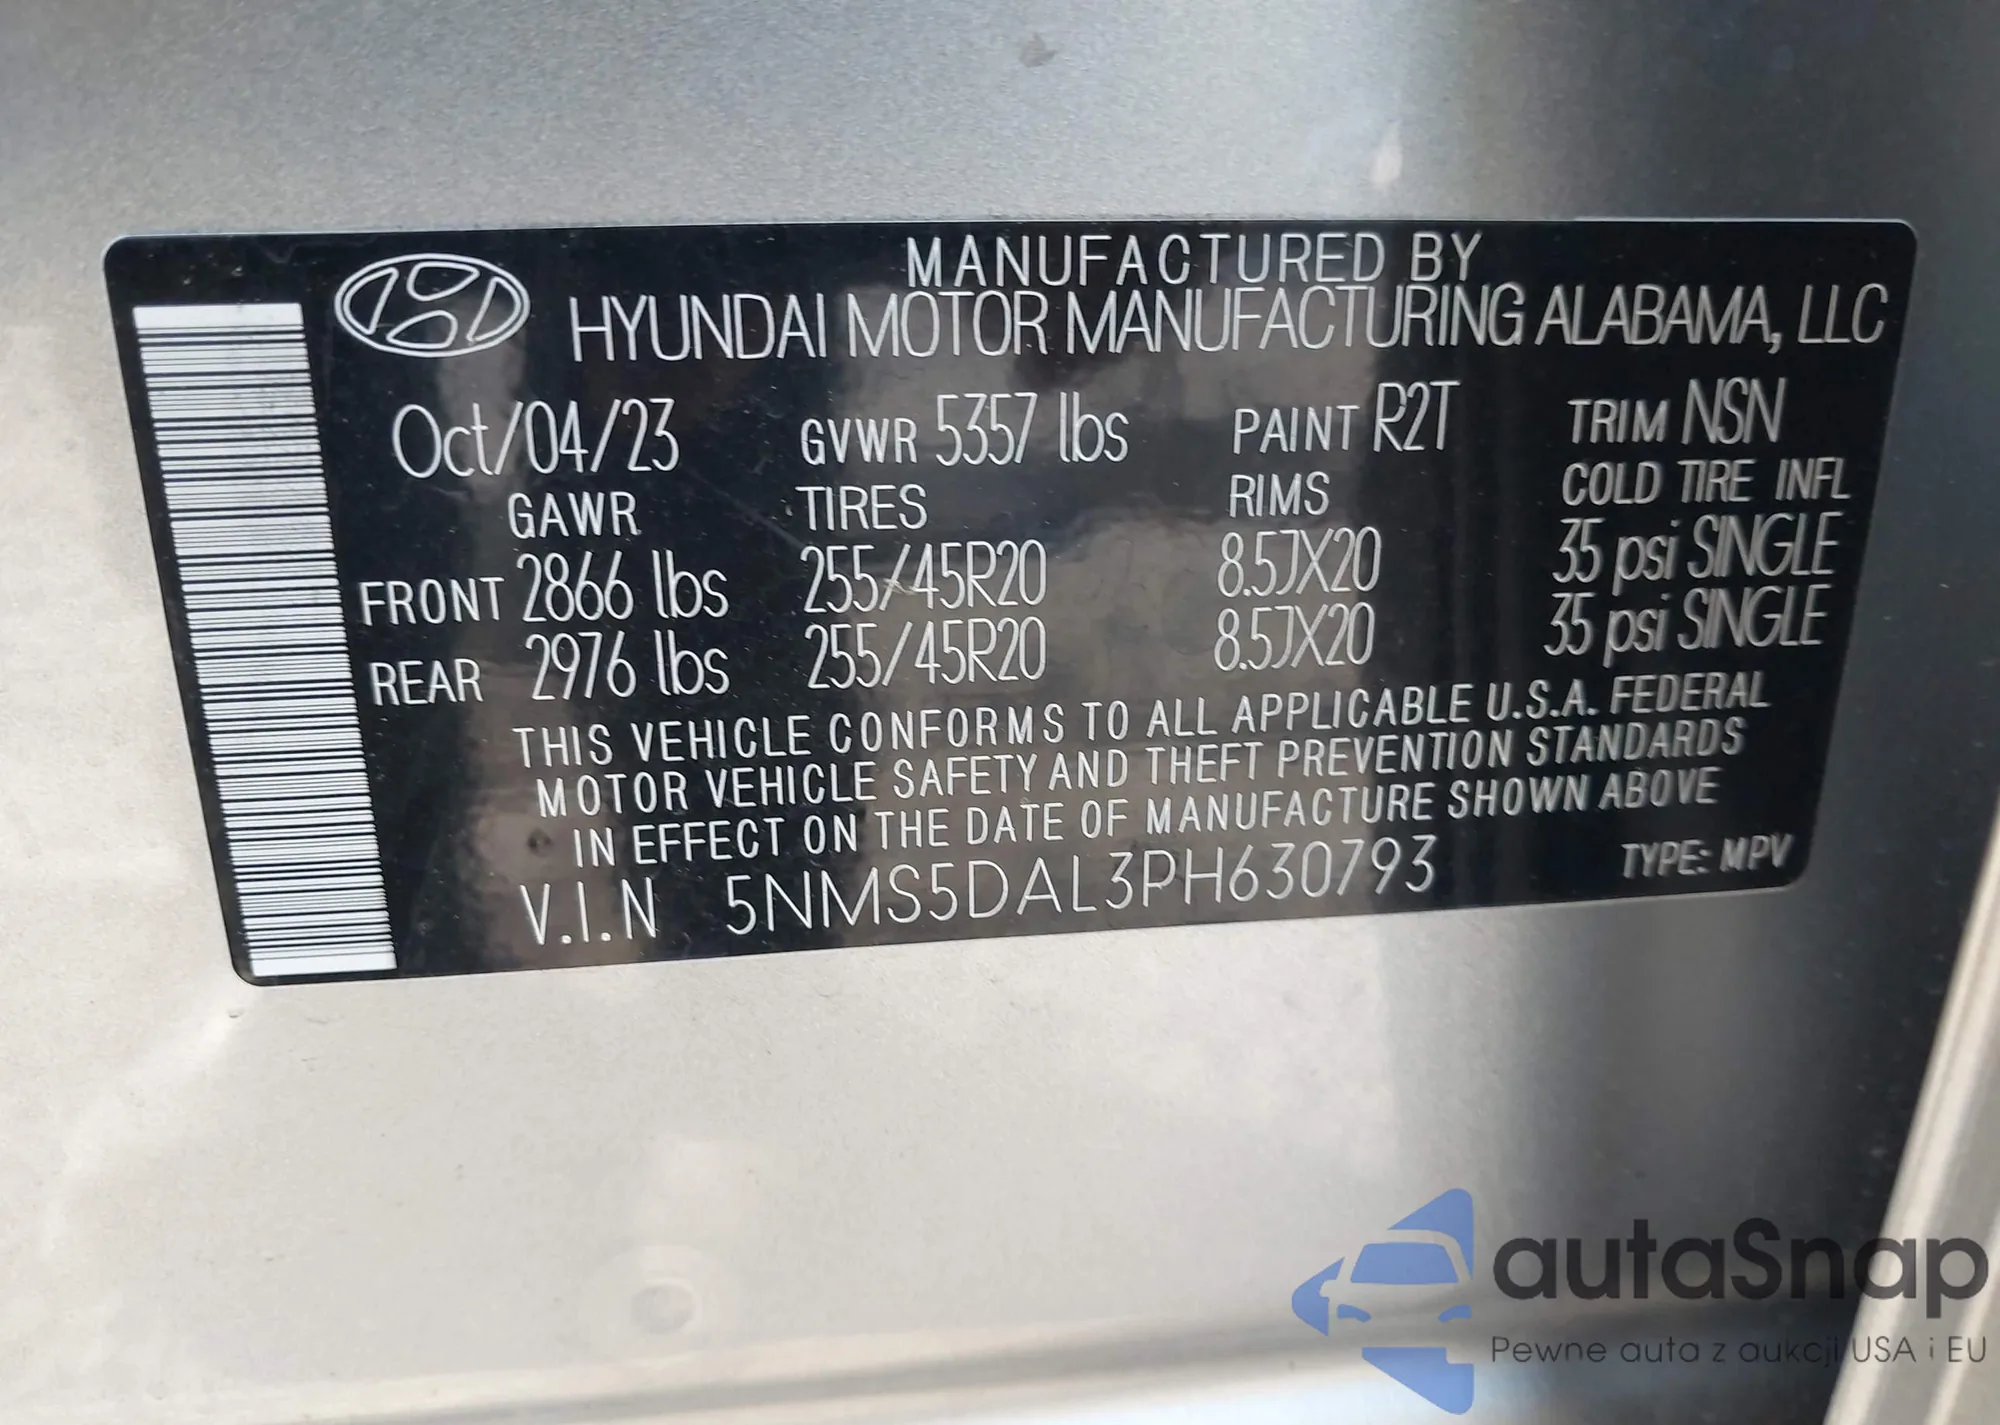 MANUFACTURED BY
HYUNDAI MOTOR MANUFACTURING ALABAMA, LLC
Oct/04/23 GVWR 5357 lbs PAINT R2T TRIM NSN
GAWR TIRES RIMS COLD TIRE INFL
FRONT 2866 lbs 255/45R20 8.5JX20 35 psi SINGLE
REAR 2976 lbs 255/45R20 8.5JX20 35 psi SINGLE
THIS VEHICLE CONFORMS TO ALL APPLICABLE U.S.A. FEDERAL
MOTOR VEHICLE SAFETY AND THEFT PREVENTION STANDARDS
IN EFFECT ON THE DATE OF MANUFACTURE SHOWN ABOVE
V.I.N 5NMS5DAL3PH630793 TYPE: MPV
autaSnap
Pewne auta z aukcji USA i EU